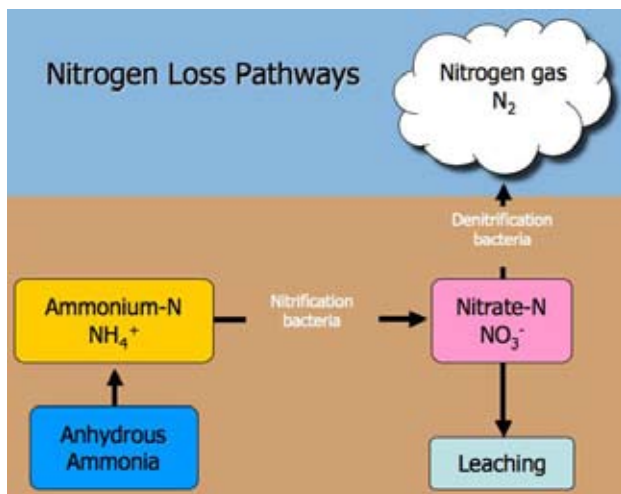 Nitrogen Loss Pathways
Nitrogen gas
N₂
Denitrification
bacteria
Ammonium-N
NH₄⁺
Nitrification
bacteria
Nitrate-N
NO₃⁻
Anhydrous
Ammonia
Leaching